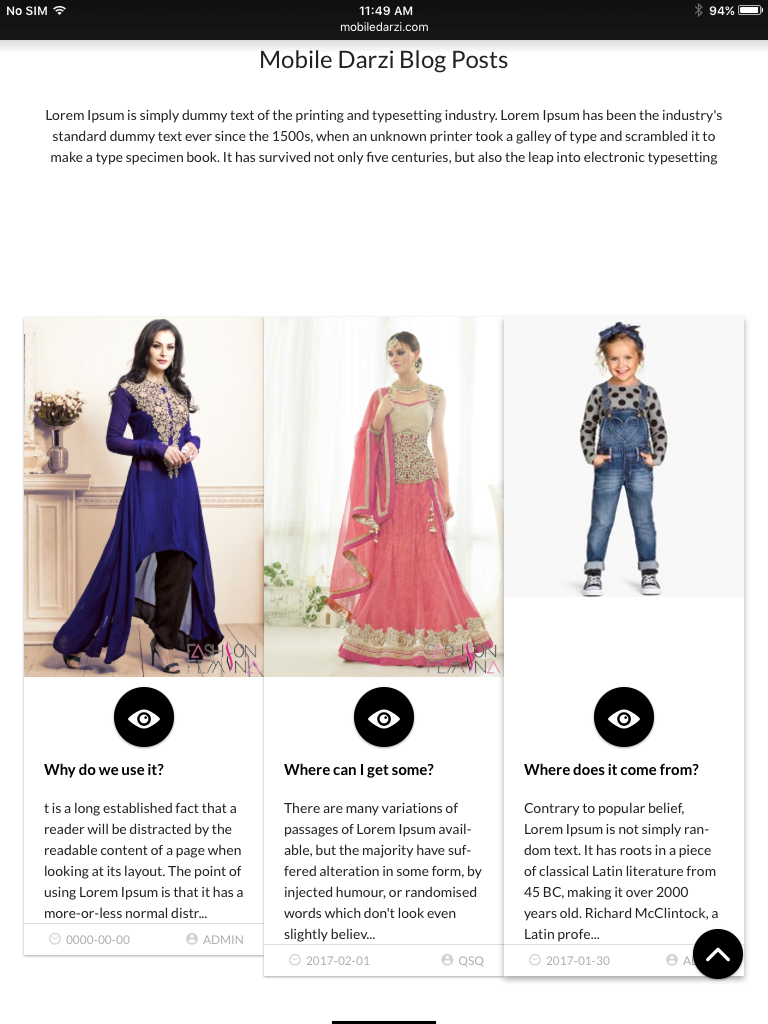 No SIM
11:49 AM
94%
mobiledarzi.com
Mobile Darzi Blog Posts
Lorem Ipsum is simply dummy text of the printing and typesetting industry. Lorem Ipsum has been the industry's
standard dummy text ever since the 1500s, when an unknown printer took a galley of type and scrambled it to
make a type specimen book. It has survived not only five centuries, but also the leap into electronic typesetting
FASHION
FEMINA
FASHION
FEMINA
Why do we use it?
t is a long established fact that a
reader will be distracted by the
readable content of a page when
looking at its layout. The point of
using Lorem Ipsum is that it has a
more-or-less normal distr...
0000-00-00
ADMIN
Where can I get some?
There are many variations of
passages of Lorem Ipsum avail-
able, but the majority have suf-
fered alteration in some form, by
injected humour, or randomised
words which don't look even
slightly believ...
2017-02-01
QSQ
Where does it come from?
Contrary to popular belief,
Lorem Ipsum is not simply ran-
dom text. It has roots in a piece
of classical Latin literature from
45 BC, making it over 2000
years old. Richard McClintock, a
Latin profe...
2017-01-30